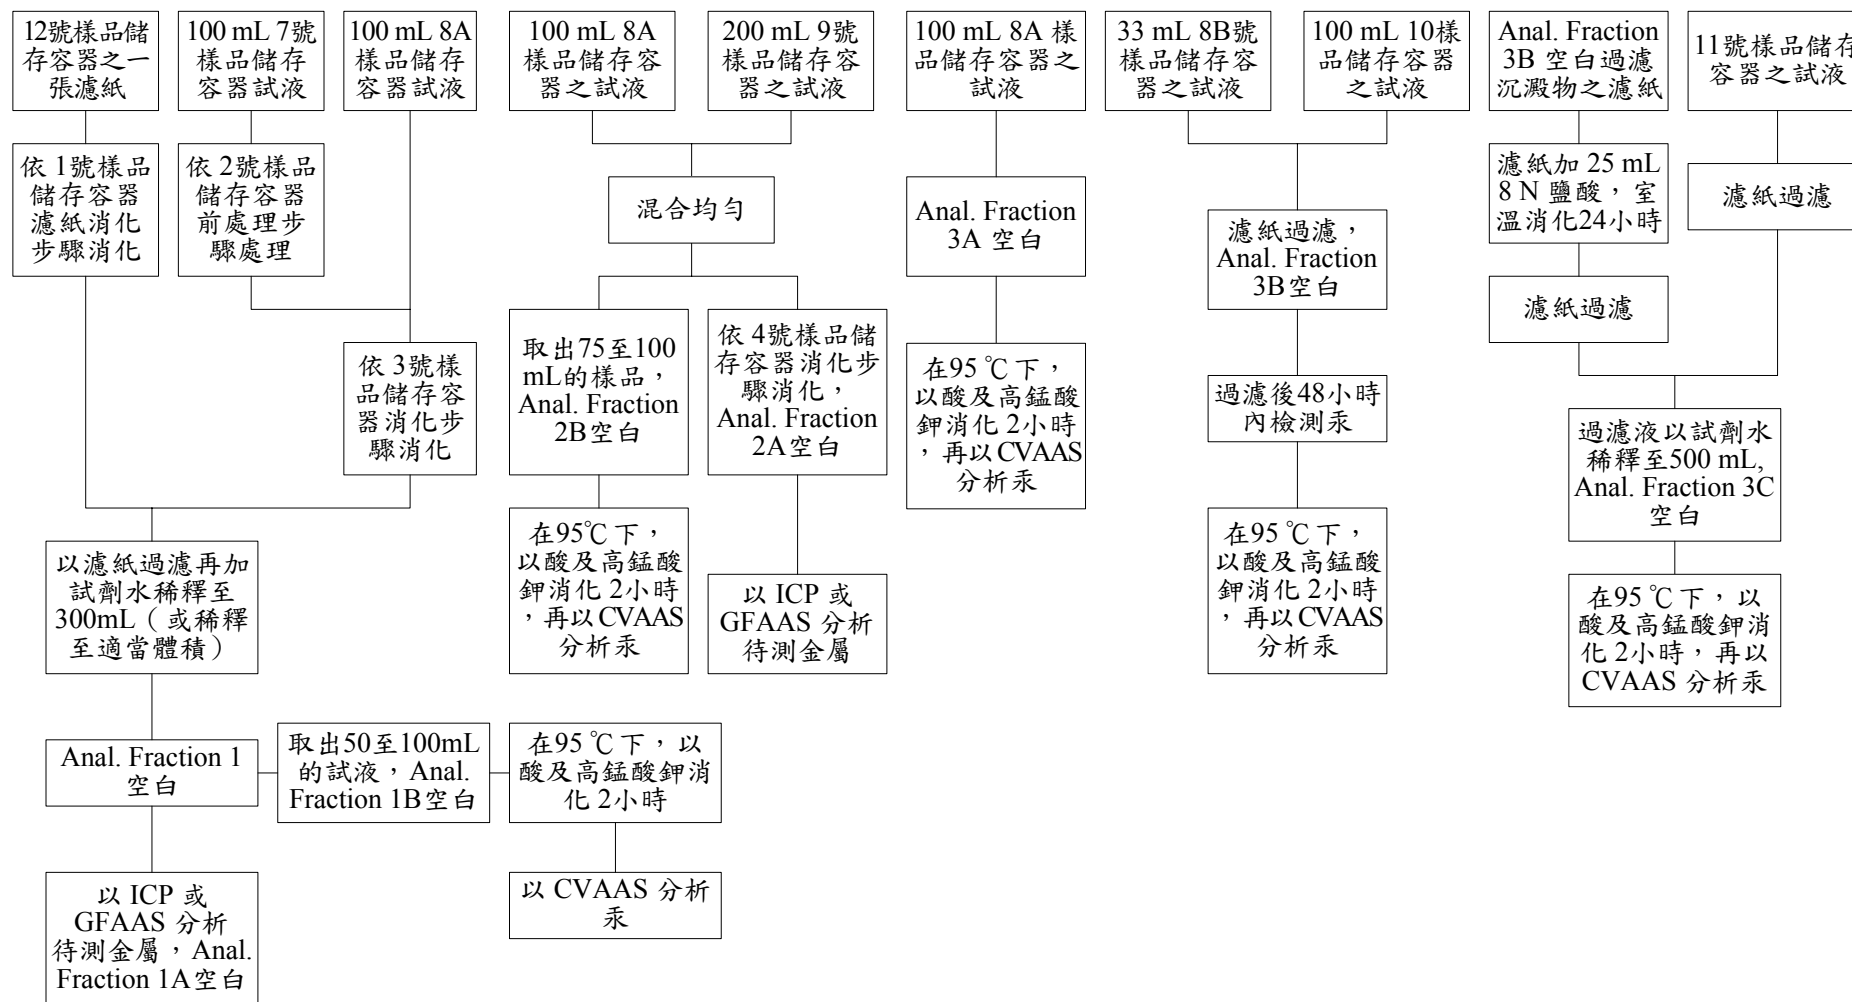 12號樣品儲
存容器之一
張濾紙
100 mL 7號
樣品儲存
容器試液
100 mL 8A
樣品儲存
容器試液
100 mL 8A
樣品儲存容
器之試液
200 mL 9號
樣品儲存容
器之試液
100 mL 8A 樣
品儲存容器之
試液
33 mL 8B號
樣品儲存容
器之試液
100 mL 10樣
品儲存容器
之試液
Anal. Fraction
3B 空白過濾
沉澱物之濾紙
11號樣品儲存
容器之試液
依 1號樣品
儲存容器
濾紙消化
步驟消化
依 2號樣品
儲存容器
前處理步
驟處理
混合均勻
Anal. Fraction
3A 空白
濾紙過濾，
Anal. Fraction
3B空白
濾紙加 25 mL
8 N 鹽酸，室
溫消化24小時
濾紙過濾
濾紙過濾
依 3號樣
品儲存容
器消化步
驟消化
取出75至100
mL的樣品，
Anal. Fraction
2B空白
依 4號樣品儲
存容器消化步
驟消化，
Anal. Fraction
2A空白
在95 ℃ 下，
以酸及高錳酸
鉀消化 2小時
，再以CVAAS
分析汞
過濾後48小時
內檢測汞
過濾液以試劑水
稀釋至500 mL,
Anal. Fraction 3C
空白
以濾紙過濾再加
試劑水稀釋至
300mL（或稀釋
至適當體積）
在95℃ 下，
以酸及高錳酸
鉀消化 2小時
，再以CVAAS
分析汞
以 ICP 或
GFAAS 分析
待測金屬
在95 ℃ 下，
以酸及高錳酸
鉀消化 2小時
，再以CVAAS
分析汞
在95 ℃ 下，以
酸及高錳酸鉀消
化 2小時，再以
CVAAS 分析汞
Anal. Fraction 1
空白
取出50至100mL
的試液，Anal.
Fraction 1B空白
在95 ℃ 下，以
酸及高錳酸鉀消
化 2小時
以 ICP 或
GFAAS 分析
待測金屬，Anal.
Fraction 1A空白
以 CVAAS 分析
汞